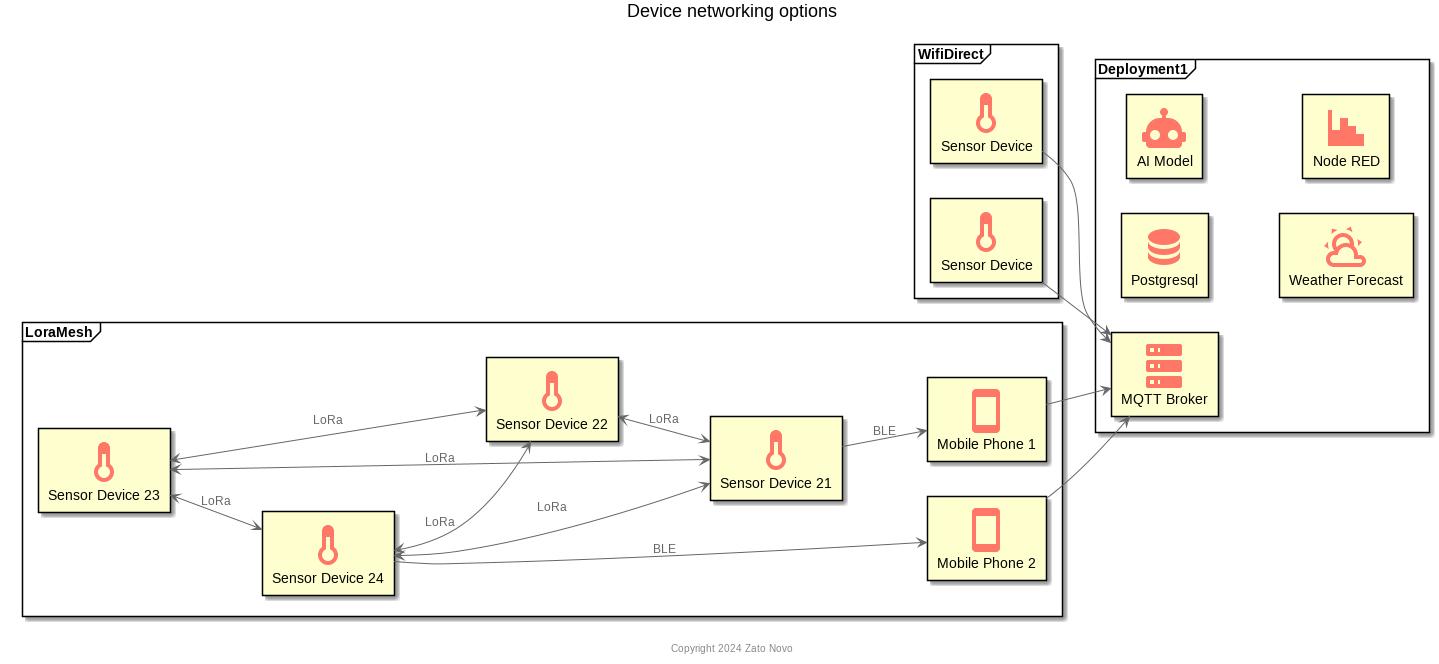 Device networking options
WifiDirect
Sensor Device
Sensor Device
Deployment1
AI Model
Node RED
Postgresql
Weather Forecast
MQTT Broker
LoraMesh
Sensor Device 22
Sensor Device 23
Sensor Device 21
Sensor Device 24
Mobile Phone 1
Mobile Phone 2
LoRa
LoRa
LoRa
LoRa
LoRa
LoRa
BLE
BLE
Copyright 2024 Zato Novo